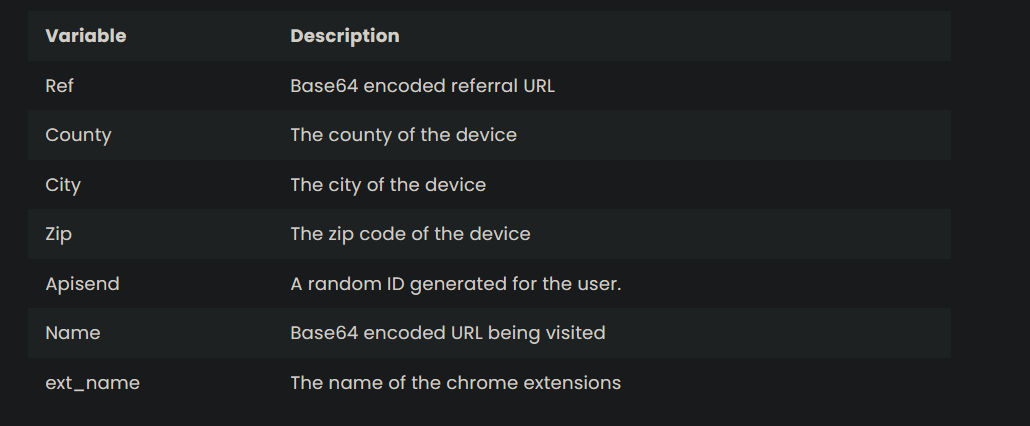 Variable Description
Ref Base64 encoded referral URL
County The county of the device
City The city of the device
Zip The zip code of the device
Apisend A random ID generated for the user.
Name Base64 encoded URL being visited
ext_name The name of the chrome extensions